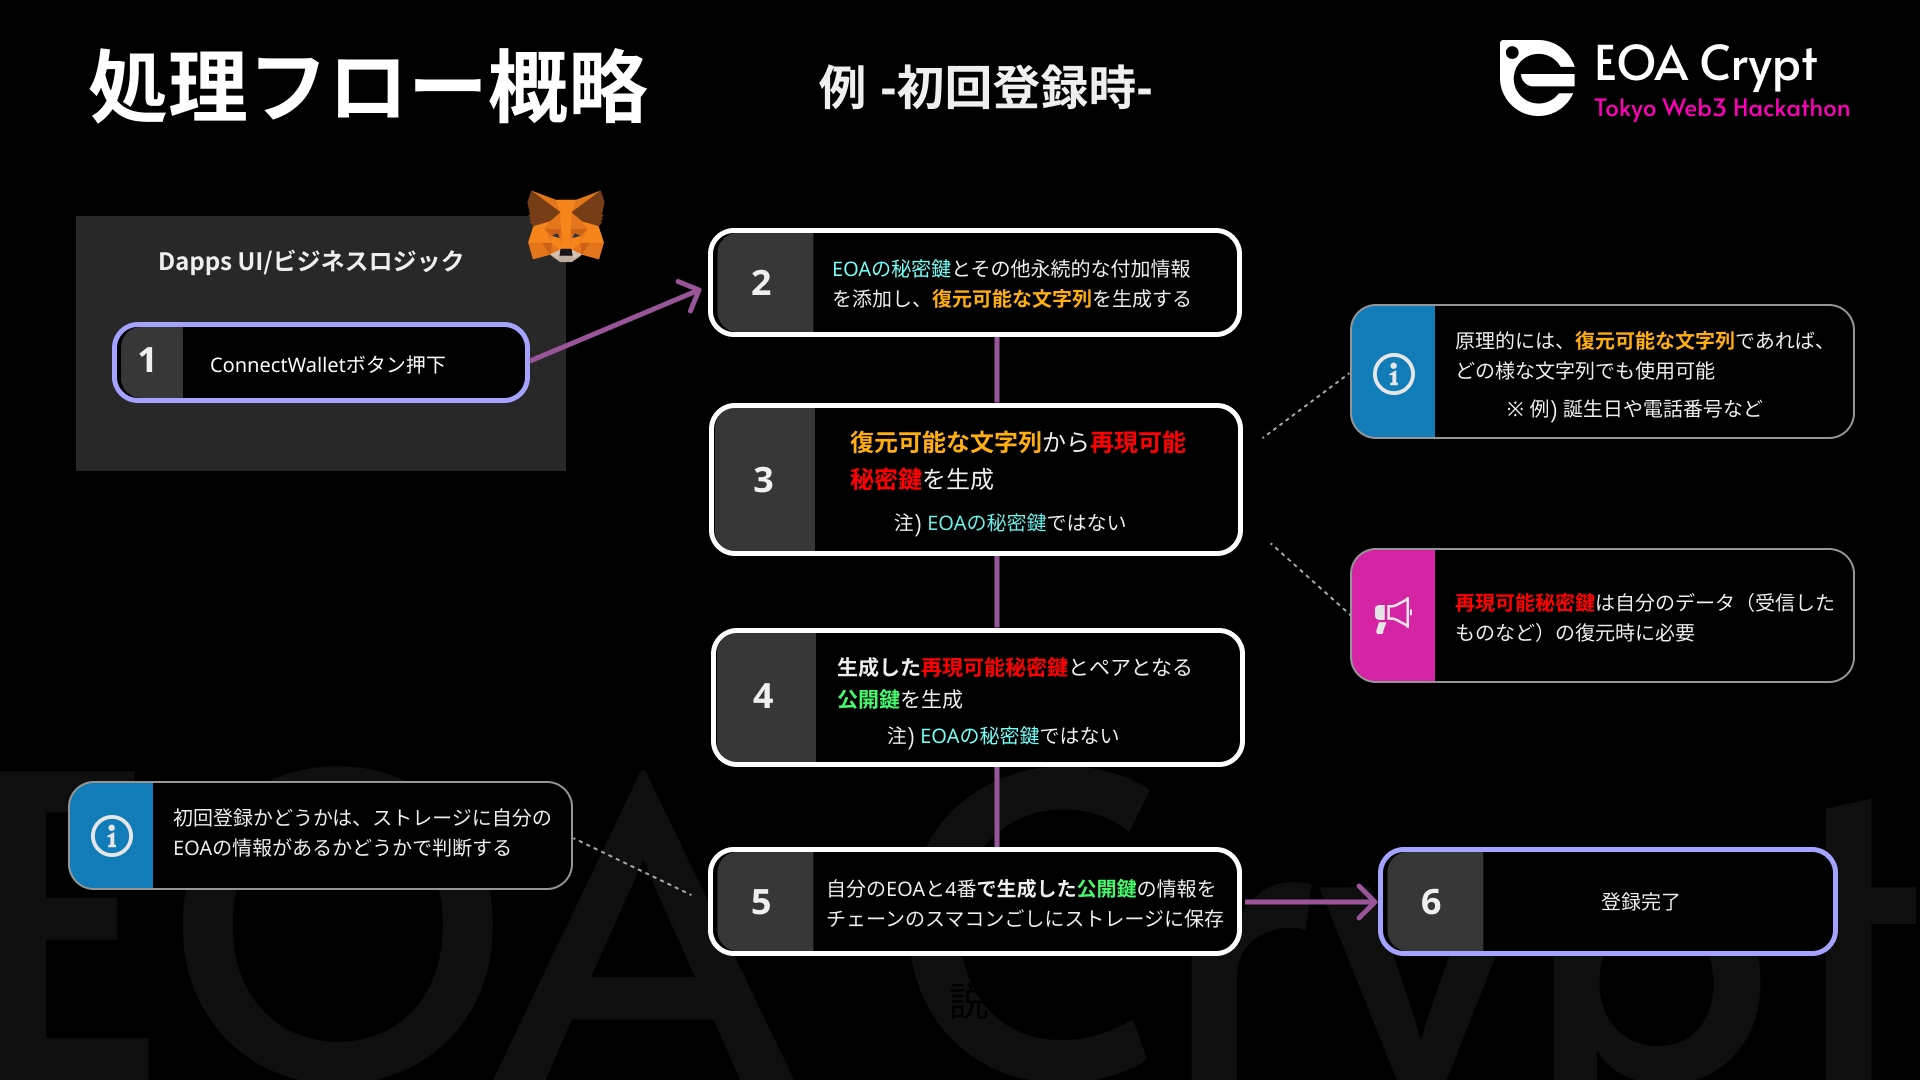 処理フロー概略
例 -初回登録時-
EOA Crypt
Tokyo Web3 Hackathon
Dapps UI/ビジネスロジック
1
ConnectWalletボタン押下
2
EOAの秘密鍵とその他永続的な付加情報
を添加し、復元可能な文字列を生成する
原理的には、復元可能な文字列であれば、
どの様な文字列でも使用可能
※ 例) 誕生日や電話番号など
3
復元可能な文字列から再現可能
秘密鍵を生成
注) EOAの秘密鍵ではない
再現可能秘密鍵は自分のデータ（受信した
ものなど）の復元時に必要
4
生成した再現可能秘密鍵とペアとなる
公開鍵を生成
注) EOAの秘密鍵ではない
初回登録かどうかは、ストレージに自分の
EOAの情報があるかどうかで判断する
5
自分のEOAと4番で生成した公開鍵の情報を
チェーンのスマコンごしにストレージに保存
6
登録完了
EOA Crypt
説